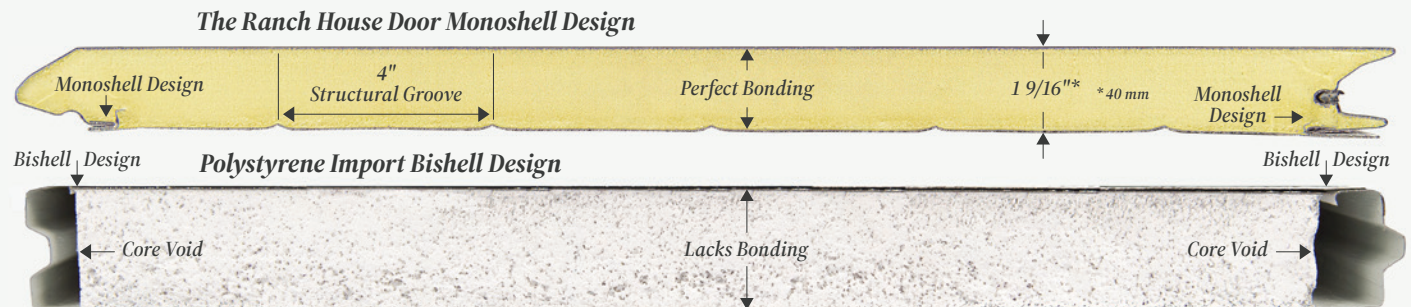 The Ranch House Door Monoshell Design
Monoshell Design
4"
Structural Groove
Perfect Bonding
1 9/16"* * 40 mm
Monoshell
Design
Bishell Design
Polystyrene Import Bishell Design
Bishell Design
Core Void
Lacks Bonding
Core Void